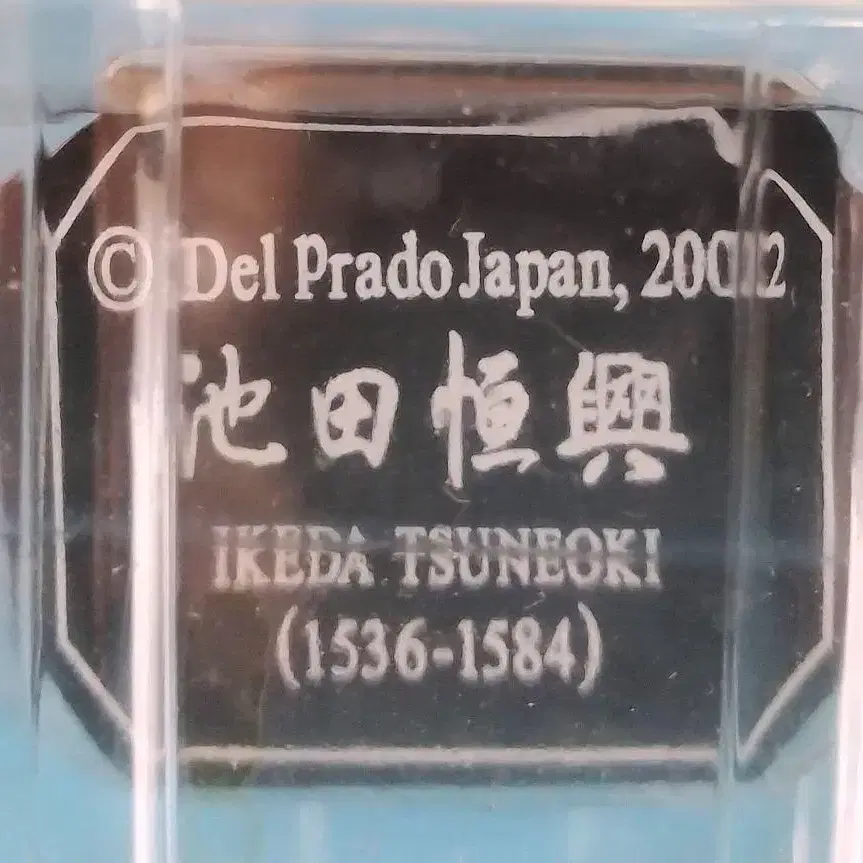 © Del Prado Japan, 2002
池田恒興
IKEDA TSUNEOKI
(1536-1584)